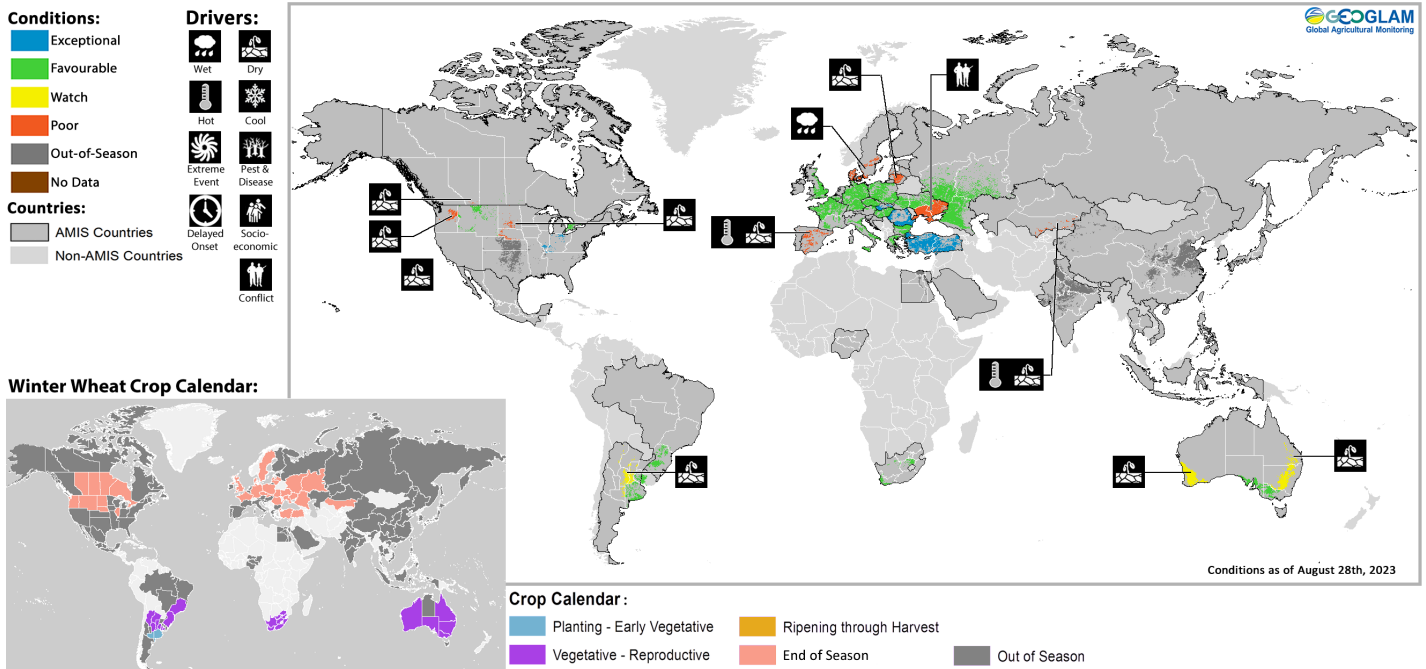 Conditions:
Exceptional
Favourable
Watch
Poor
Out-of-Season
No Data
Countries:
AMIS Countries
Non-AMIS Countries
Drivers:
Wet
Dry
Hot
Cool
Extreme
Event
Pest &
Disease
Delayed
Onset
Socio-
economic
Conflict
GEOGLAM
Global Agricultural Monitoring
Winter Wheat Crop Calendar:
Conditions as of August 28th, 2023
Crop Calendar :
Planting - Early Vegetative
Ripening through Harvest
Vegetative - Reproductive
End of Season
Out of Season